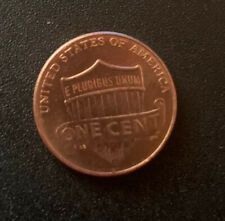 UNITED STATES OF AMERICA
E PLURIBUS UNUM
ONE CENT